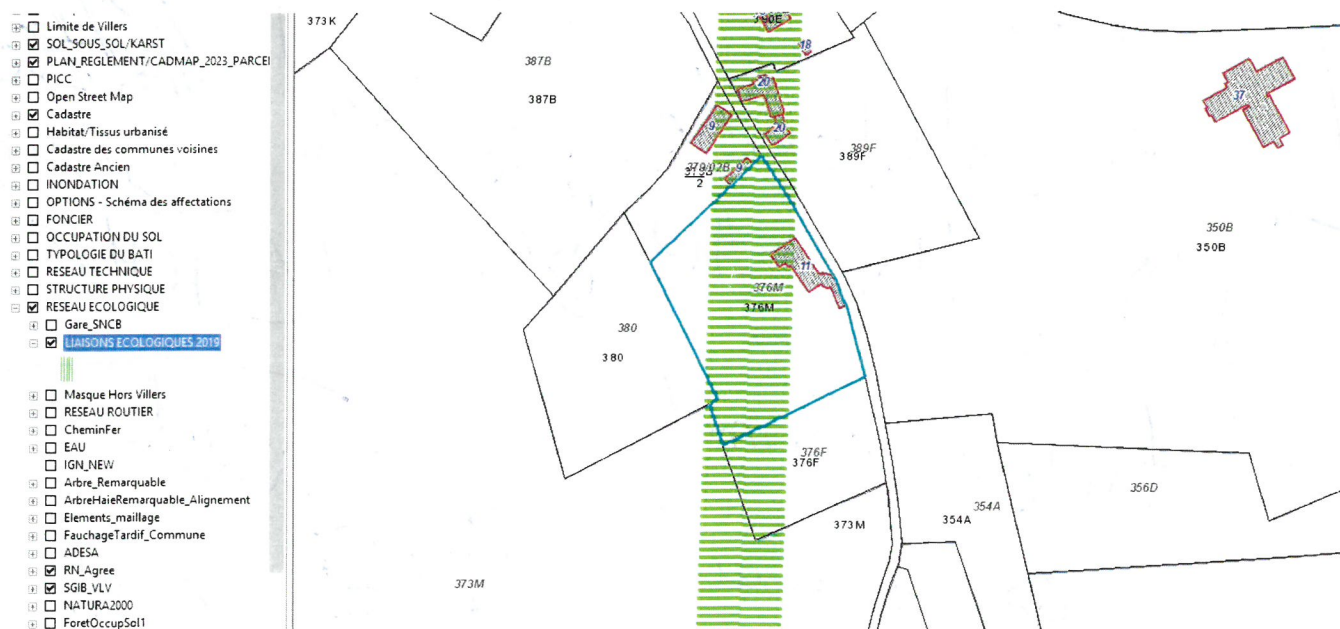 Limite de Villers
SOL_SOUS_SOL/KARST
PLAN_REGLEMENT/CADMAP_2023_PARCEI
PICC
Open Street Map
Cadastre
Habitat/Tissus urbanisé
Cadastre des communes voisines
Cadastre Ancien
INONDATION
OPTIONS - Schéma des affectations
FONCIER
OCCUPATION DU SOL
TYPOLOGIE DU BATI
RESEAU TECHNIQUE
STRUCTURE PHYSIQUE
RESEAU ECOLOGIQUE
Gare_SNCB
LIAISONS ECOLOGIQUES 2019
Masque Hors Villers
RESEAU ROUTIER
CheminFer
EAU
IGN_NEW
Arbre_Remarquable
ArbreHaieRemarquable_Alignement
Elements_maillage
FauchageTardif_Commune
ADESA
RN_Agree
SGIB_VLV
NATURA2000
ForetOccupSol1
373K
390E
18
387B
387B
20
37
9
20
389F
389F
9
2
350B
350B
11
376M
376M
380
380
376F
376F
356D
354A
354A
373M
373M